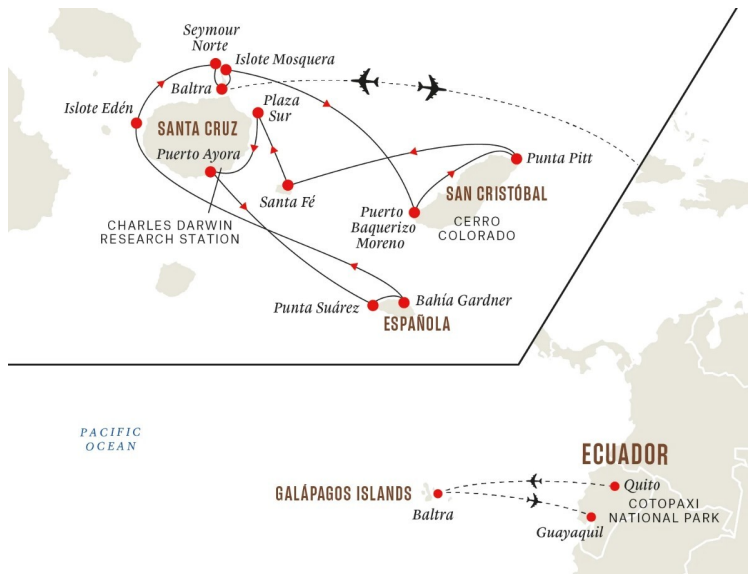 Seymour
Norte
Islote Mosquera
Baltra
Plaza
Sur
Islote Edén
SANTA CRUZ
Puerto Ayora
Punta Pitt
Santa Fé
SAN CRISTÓBAL
Puerto
Baquerizo
Moreno
CERRO
COLORADO
CHARLES DARWIN
RESEARCH STATION
Punta Suárez
Bahía Gardner
ESPAÑOLA
PACIFIC
OCEAN
ECUADOR
GALÁPAGOS ISLANDS
Baltra
Quito
COTOPAXI
NATIONAL PARK
Guayaquil